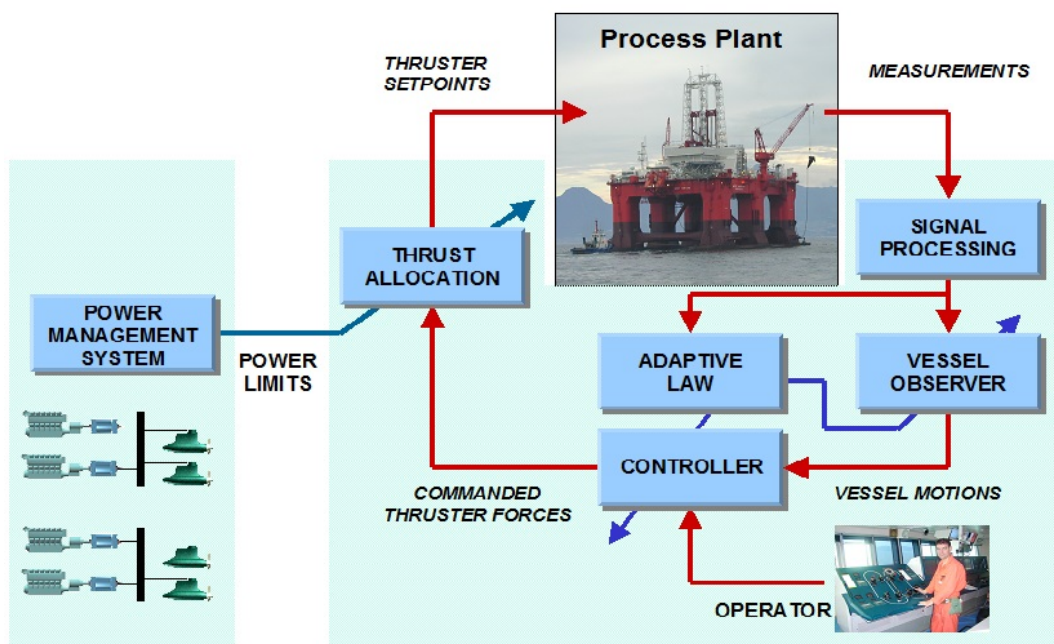 Process Plant
THRUSTER
SETPOINTS
MEASUREMENTS
SIGNAL
PROCESSING
THRUST
ALLOCATION
POWER
MANAGEMENT
SYSTEM
POWER
LIMITS
ADAPTIVE
LAW
VESSEL
OBSERVER
CONTROLLER
COMMANDED
THRUSTER FORCES
VESSEL MOTIONS
OPERATOR